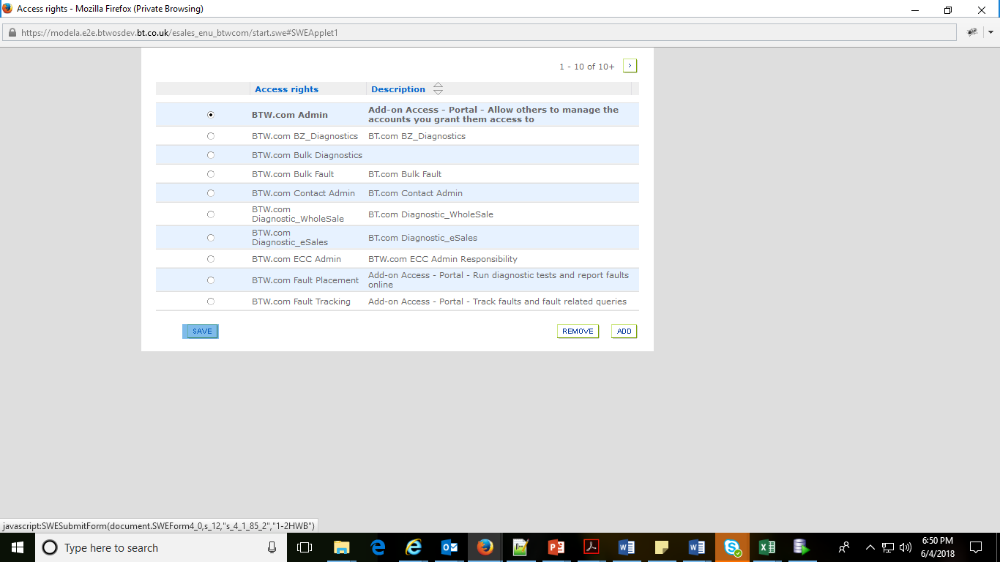 Access rights - Mozilla Firefox (Private Browsing)
https://modela.e2e.btwosdev.bt.co.uk/esales_enu_btwcom/start.swe#SWEApplet1
1 - 10 of 10+
Access rights Description
BTW.com Admin Add-on Access - Portal - Allow others to manage the
accounts you grant them access to
BTW.com BZ_Diagnostics BT.com BZ_Diagnostics
BTW.com Bulk Diagnostics
BTW.com Bulk Fault BT.com Bulk Fault
BTW.com Contact Admin BT.com Contact Admin
BTW.com
Diagnostic_WholeSale BT.com Diagnostic_WholeSale
BTW.com
Diagnostic_eSales BT.com Diagnostic_eSales
BTW.com ECC Admin BTW.com ECC Admin Responsibility
BTW.com Fault Placement Add-on Access - Portal - Run diagnostic tests and report faults
online
BTW.com Fault Tracking Add-on Access - Portal - Track faults and fault related queries
SAVE REMOVE ADD
javascript:SWESubmitForm(document.SWEForm4_0,s_12,"s_4_1_85_2","1-2HWB")
Type here to search
6:50 PM
6/4/2018